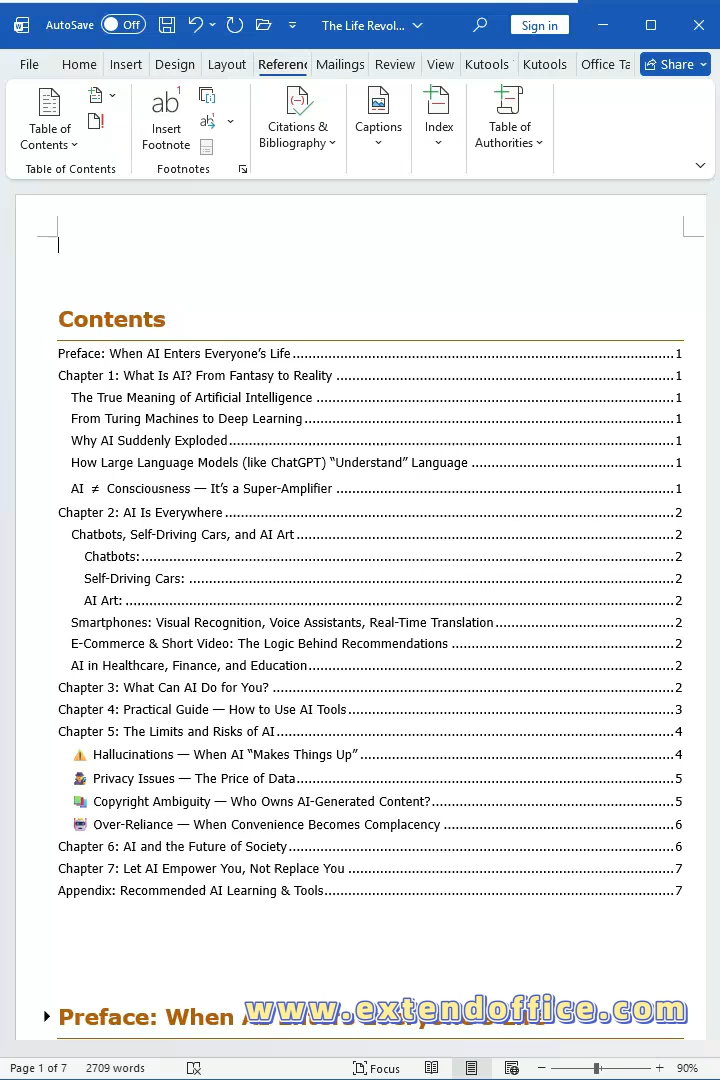 AutoSave Off The Life Revol... Sign in
File Home Insert Design Layout Referenc Mailings Review View Kutools Kutools Office Ta Share
Table of Contents
ab
Insert Footnote
ab
Citations & Bibliography
Captions
Index
Table of Authorities
Table of Contents Footnotes
Contents
Preface: When AI Enters Everyone’s Life 1
Chapter 1: What Is AI? From Fantasy to Reality 1
The True Meaning of Artificial Intelligence 1
From Turing Machines to Deep Learning 1
Why AI Suddenly Exploded 1
How Large Language Models (like ChatGPT) “Understand” Language 1
AI ≠ Consciousness — It’s a Super-Amplifier 1
Chapter 2: AI Is Everywhere 2
Chatbots, Self-Driving Cars, and AI Art 2
Chatbots: 2
Self-Driving Cars: 2
AI Art: 2
Smartphones: Visual Recognition, Voice Assistants, Real-Time Translation 2
E-Commerce & Short Video: The Logic Behind Recommendations 2
AI in Healthcare, Finance, and Education 2
Chapter 3: What Can AI Do for You? 2
Chapter 4: Practical Guide — How to Use AI Tools 3
Chapter 5: The Limits and Risks of AI 4
Hallucinations — When AI “Makes Things Up” 4
Privacy Issues — The Price of Data 5
Copyright Ambiguity — Who Owns AI-Generated Content? 5
Over-Reliance — When Convenience Becomes Complacency 6
Chapter 6: AI and the Future of Society 6
Chapter 7: Let AI Empower You, Not Replace You 7
Appendix: Recommended AI Learning & Tools 7
Preface: When
www.extendoffice.com
Page 1 of 7 2709 words Focus 90%